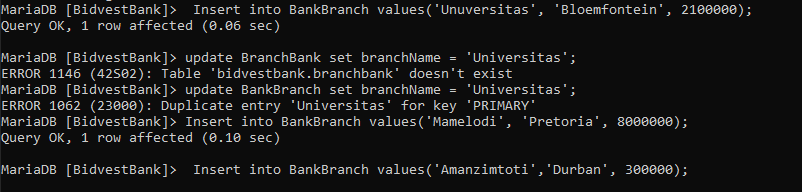 MariaDB [BidvestBank]>  Insert into BankBranch values('Unuversitas', 'Bloemfontein', 2100000);
Query OK, 1 row affected (0.06 sec)
MariaDB [BidvestBank]> update BranchBank set branchName = 'Universitas';
ERROR 1146 (42S02): Table 'bidvestbank.branchbank' doesn't exist
MariaDB [BidvestBank]> update BankBranch set branchName = 'Universitas';
ERROR 1062 (23000): Duplicate entry 'Universitas' for key 'PRIMARY'
MariaDB [BidvestBank]> Insert into BankBranch values('Mamelodi', 'Pretoria', 8000000);
Query OK, 1 row affected (0.10 sec)
MariaDB [BidvestBank]>  Insert into BankBranch values('Amanzimtoti','Durban', 300000);